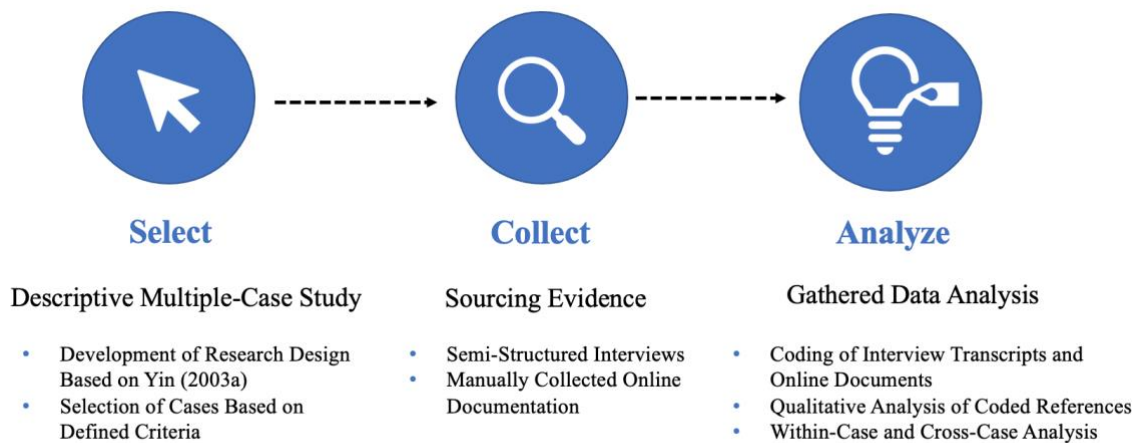 Select
Descriptive Multiple-Case Study
• Development of Research Design
Based on Yin (2003a)
• Selection of Cases Based on
Defined Criteria
Collect
Sourcing Evidence
• Semi-Structured Interviews
• Manually Collected Online
Documentation
Analyze
Gathered Data Analysis
• Coding of Interview Transcripts and
Online Documents
• Qualitative Analysis of Coded References
• Within-Case and Cross-Case Analysis